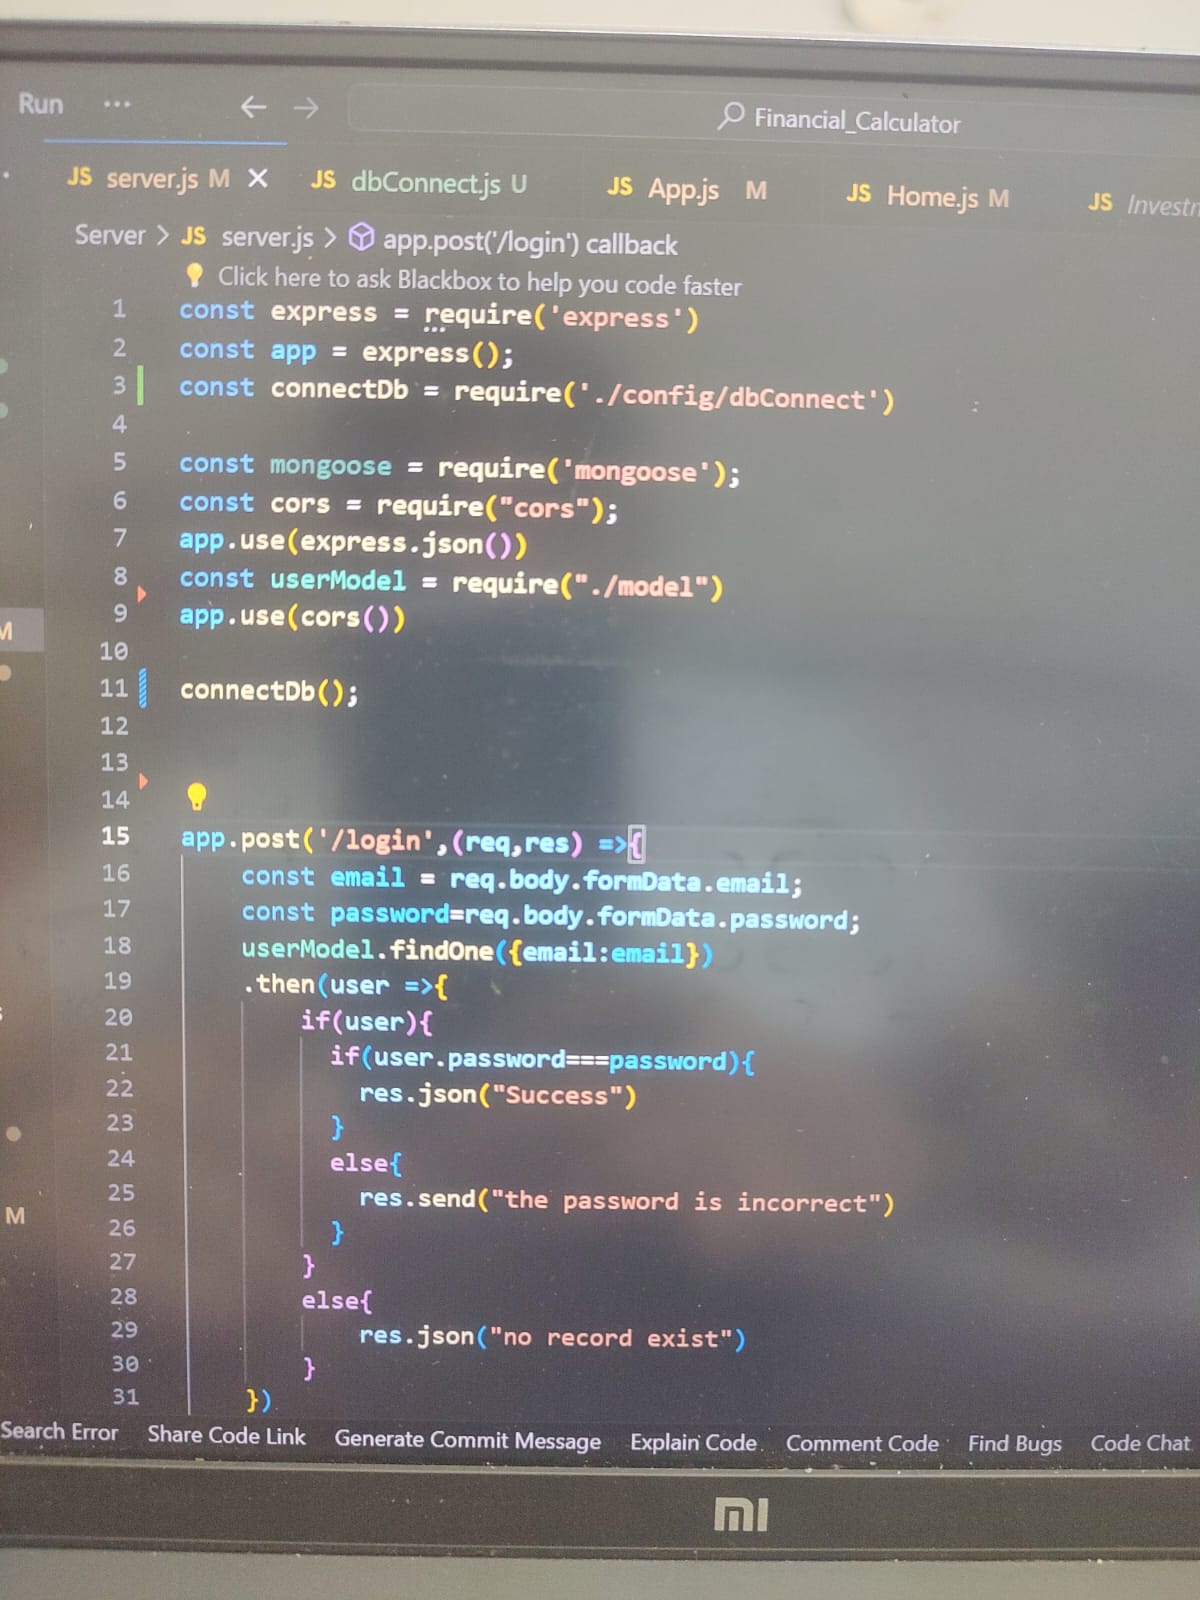 Run ... ← → Financial_Calculator
JS server.js M × JS dbConnect.js U JS App.js M JS Home.js M JS
Server > JS server.js > app.post('/login') callback
Click here to ask Blackbox to help you code faster
1 const express = require('express')
2 const app = express();
3 const connectDb = require('./config/dbConnect')
4
5 const mongoose = require('mongoose');
6 const cors = require("cors");
7 app.use(express.json())
8 const userModel = require("./model")
9 app.use(cors())
10
11 connectDb();
12
13
14
15 app.post('/login',(req,res) =>{
16 const email = req.body.formData.email;
17 const password=req.body.formData.password;
18 userModel.findOne({email:email})
19 .then(user =>{
20 if(user){
21 if(user.password===password){
22 res.json("Success")
23 }
24 else{
25 res.send("the password is incorrect")
M
26 }
27 }
28 else{
29 res.json("no record exist")
30 }
31 })
Search Error Share Code Link Generate Commit Message Explain Code Comment Code Find Bugs Code Chat
mi